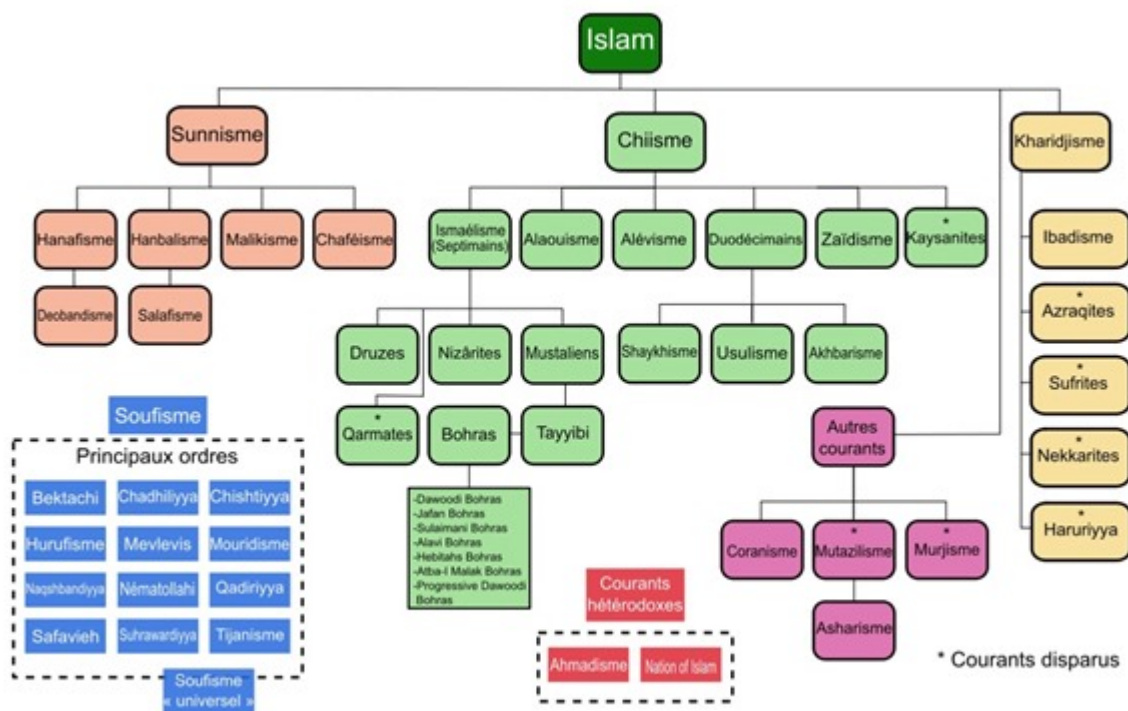 Islam
Sunnisme
Chiisme
Kharidjisme
Hanafisme
Hanbalisme
Malikisme
Chaféisme
Ismaélisme
(Septimains)
Alaouisme
Alévisme
Duodécimains
Zaïdisme
*
Kaysanites
Ibadisme
Deobandisme
Salafisme
Druzes
Nizârites
Mustaliens
Shaykhisme
Usulisme
Akhbarisme
*
Azraqites
*
Sufrites
*
Qarmates
Bohras
Tayyibi
Autres
courants
*
Nekkarites
*
Haruriyya
Soufisme
Principaux ordres
Bektachi
Chadhiliyya
Chishtiyya
Hurufisme
Mevlevis
Mouridisme
Naqshbandiyya
Nématollahi
Qadiriyya
Safavieh
Suhrawardiyya
Tijanisme
Soufisme
« universel »
-Dawoodi Bohras
-Jafari Bohras
-Sulaimani Bohras
-Alavi Bohras
-Hebitahs Bohras
-Atba-I Malak Bohras
-Progressive Dawoodi
Bohras
Coranisme
*
Mutazilisme
*
Murjisme
Asharisme
Courants
hétérodoxes
Ahmadisme
Nation of Islam
* Courants disparus